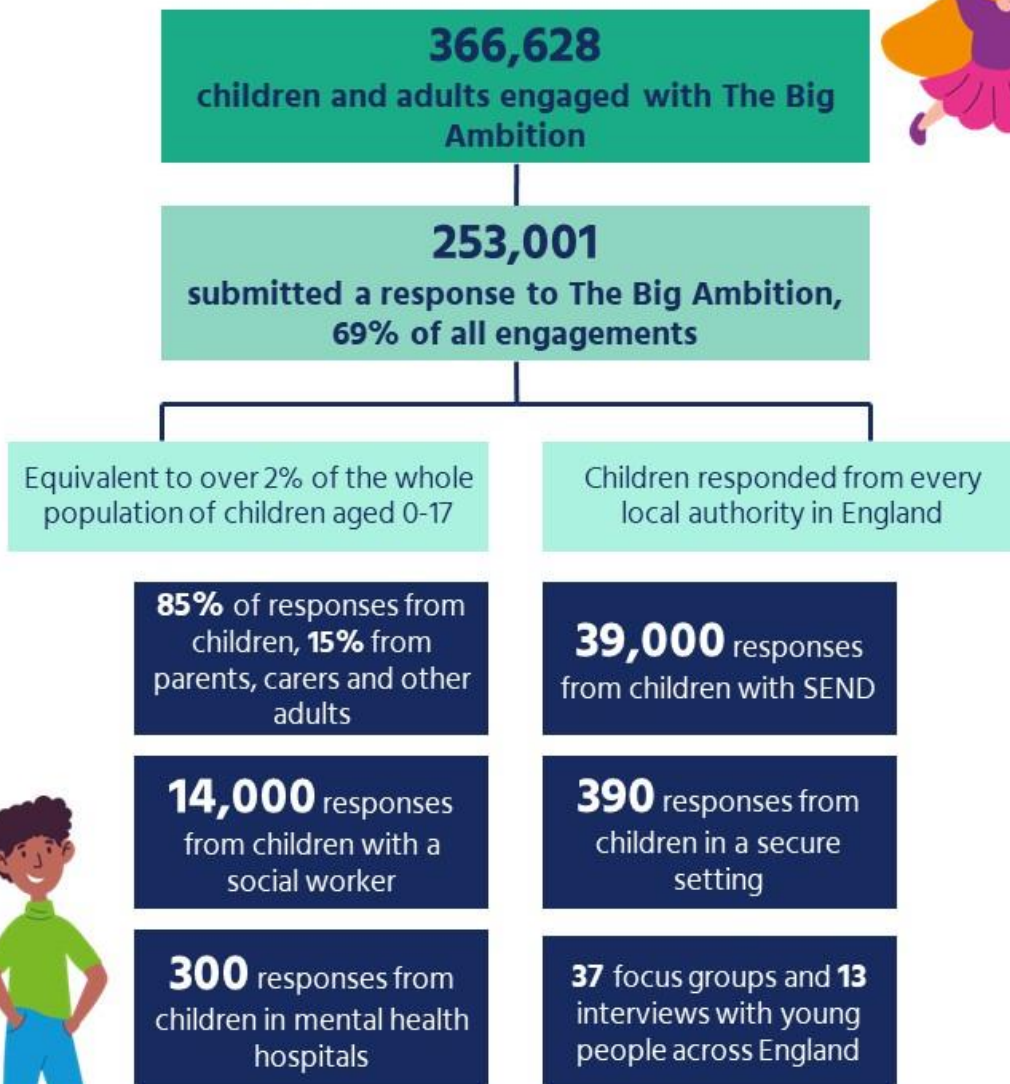 366,628
children and adults engaged with The Big
Ambition
253,001
submitted a response to The Big Ambition,
69% of all engagements
Equivalent to over 2% of the whole
population of children aged 0-17
Children responded from every
local authority in England
85% of responses from
children, 15% from
parents, carers and other
adults
39,000 responses
from children with SEND
14,000 responses
from children with a
social worker
390 responses from
children in a secure
setting
300 responses from
children in mental health
hospitals
37 focus groups and 13
interviews with young
people across England